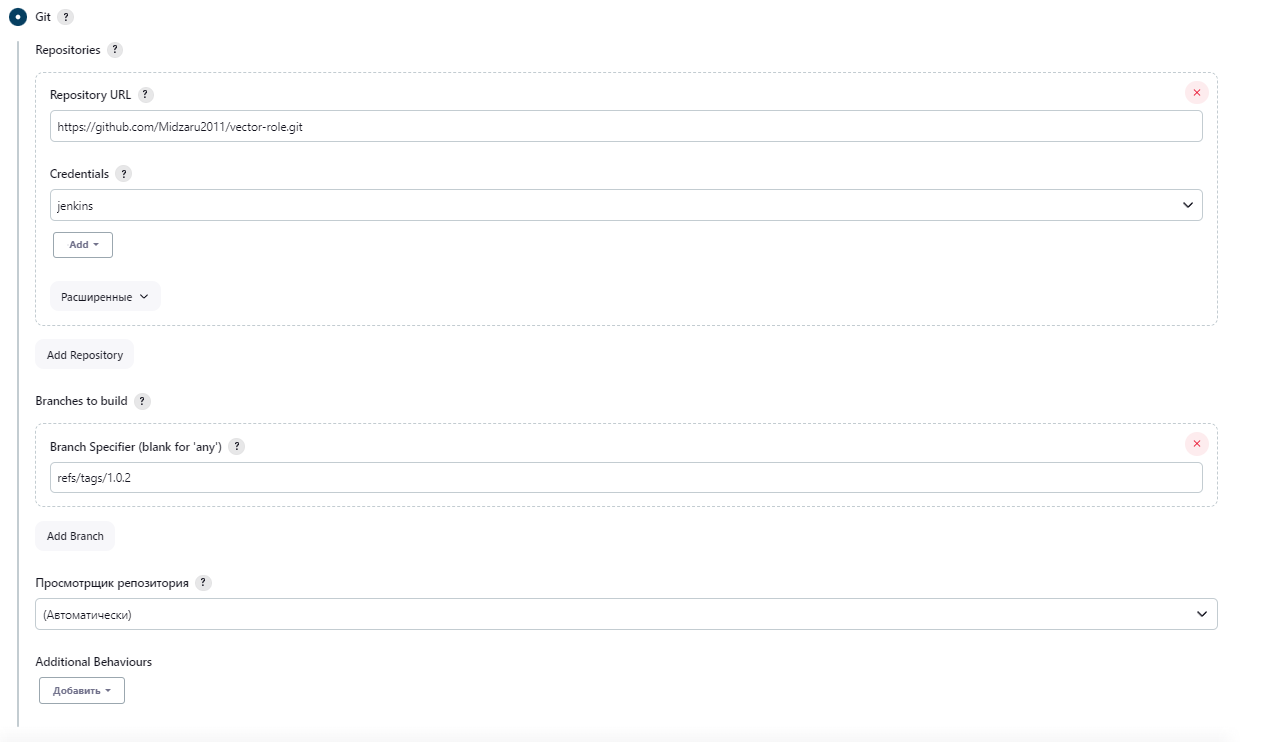 Git ?
Repositories ?
Repository URL ?
https://github.com/Midzaru2011/vector-role.git
Credentials ?
jenkins
Add
Расширенные
Add Repository
Branches to build ?
Branch Specifier (blank for 'any') ?
refs/tags/1.0.2
Add Branch
Просмотрщик репозитория ?
(Автоматически)
Additional Behaviours
Добавить